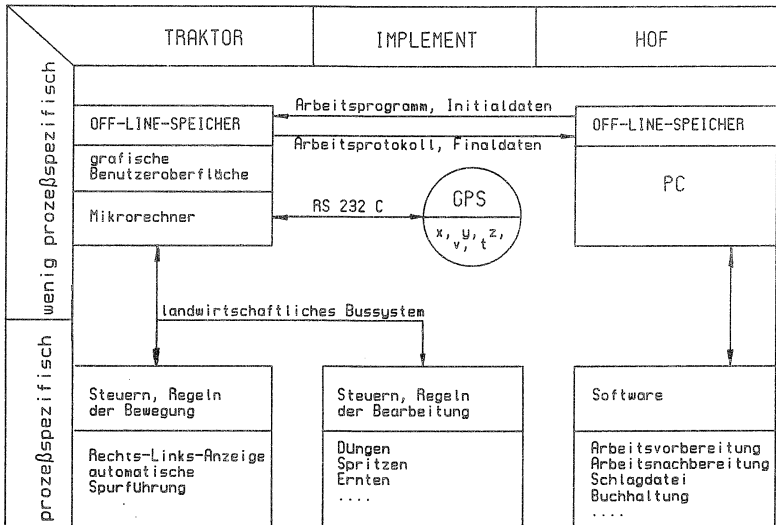 TRAKTOR
IMPLEMENT
HOF
wenig prozeßspezifisch
OFF-LINE-SPEICHER
grafische
Benutzeroberfläche
Mikrorechner
Arbeitsprogramm, Initialdaten
Arbeitsprotokoll, Finaldaten
RS 232 C
GPS
x, y, z,
v, t
OFF-LINE-SPEICHER
PC
landwirtschaftliches Bussystem
prozeßspezifisch
Steuern, Regeln
der Bewegung
Rechts-Links-Anzeige
automatische
Spurführung
Steuern, Regeln
der Bearbeitung
Düngen
Spritzen
Ernten
....
Software
Arbeitsvorbereitung
Arbeitsnachbereitung
Schlagdatei
Buchhaltung
....